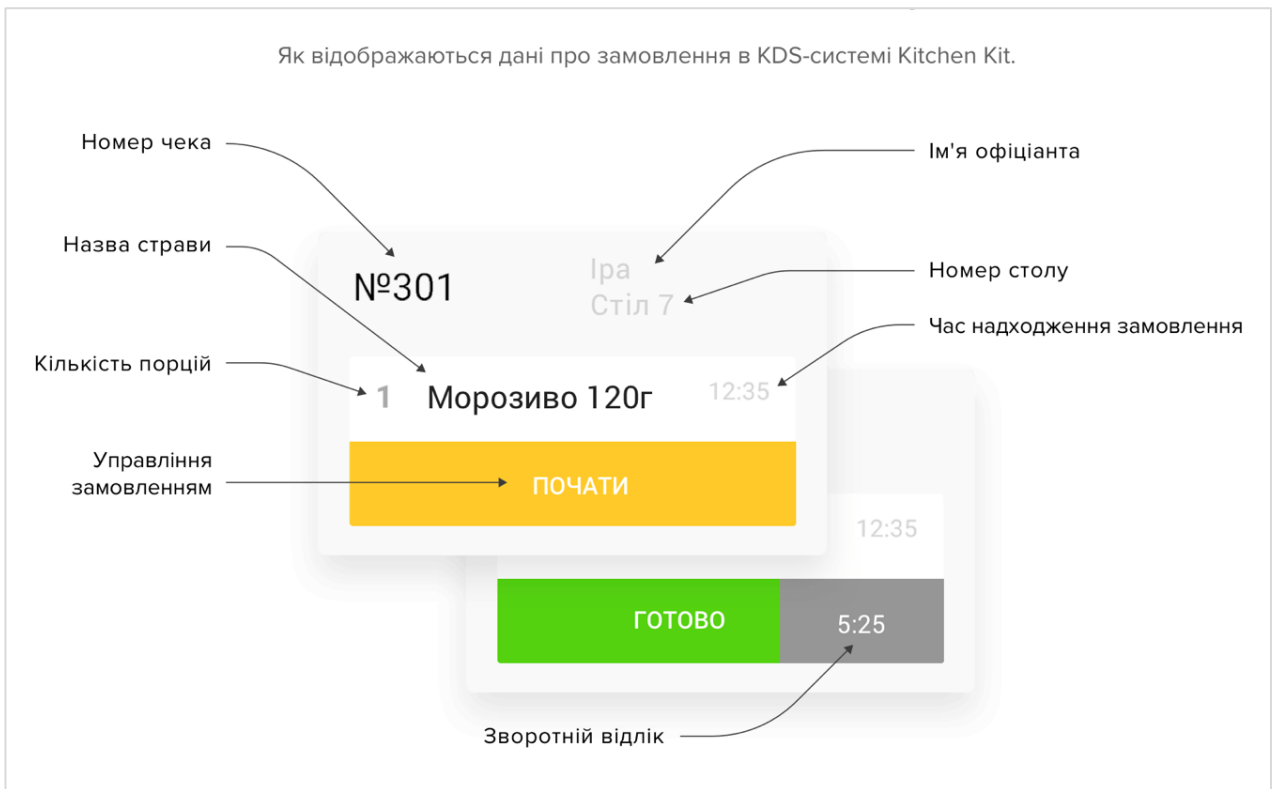 Як відображаються дані про замовлення в KDS-системі Kitchen Kit.
Номер чека
Ім'я офіціанта
Назва страви
№301
Іра
Стіл 7
Номер столу
Час надходження замовлення
Кількість порцій
1 Морозиво 120г 12:35
Управління
замовленням
ПОЧАТИ
12:35
ГОТОВО 5:25
Зворотній відлік